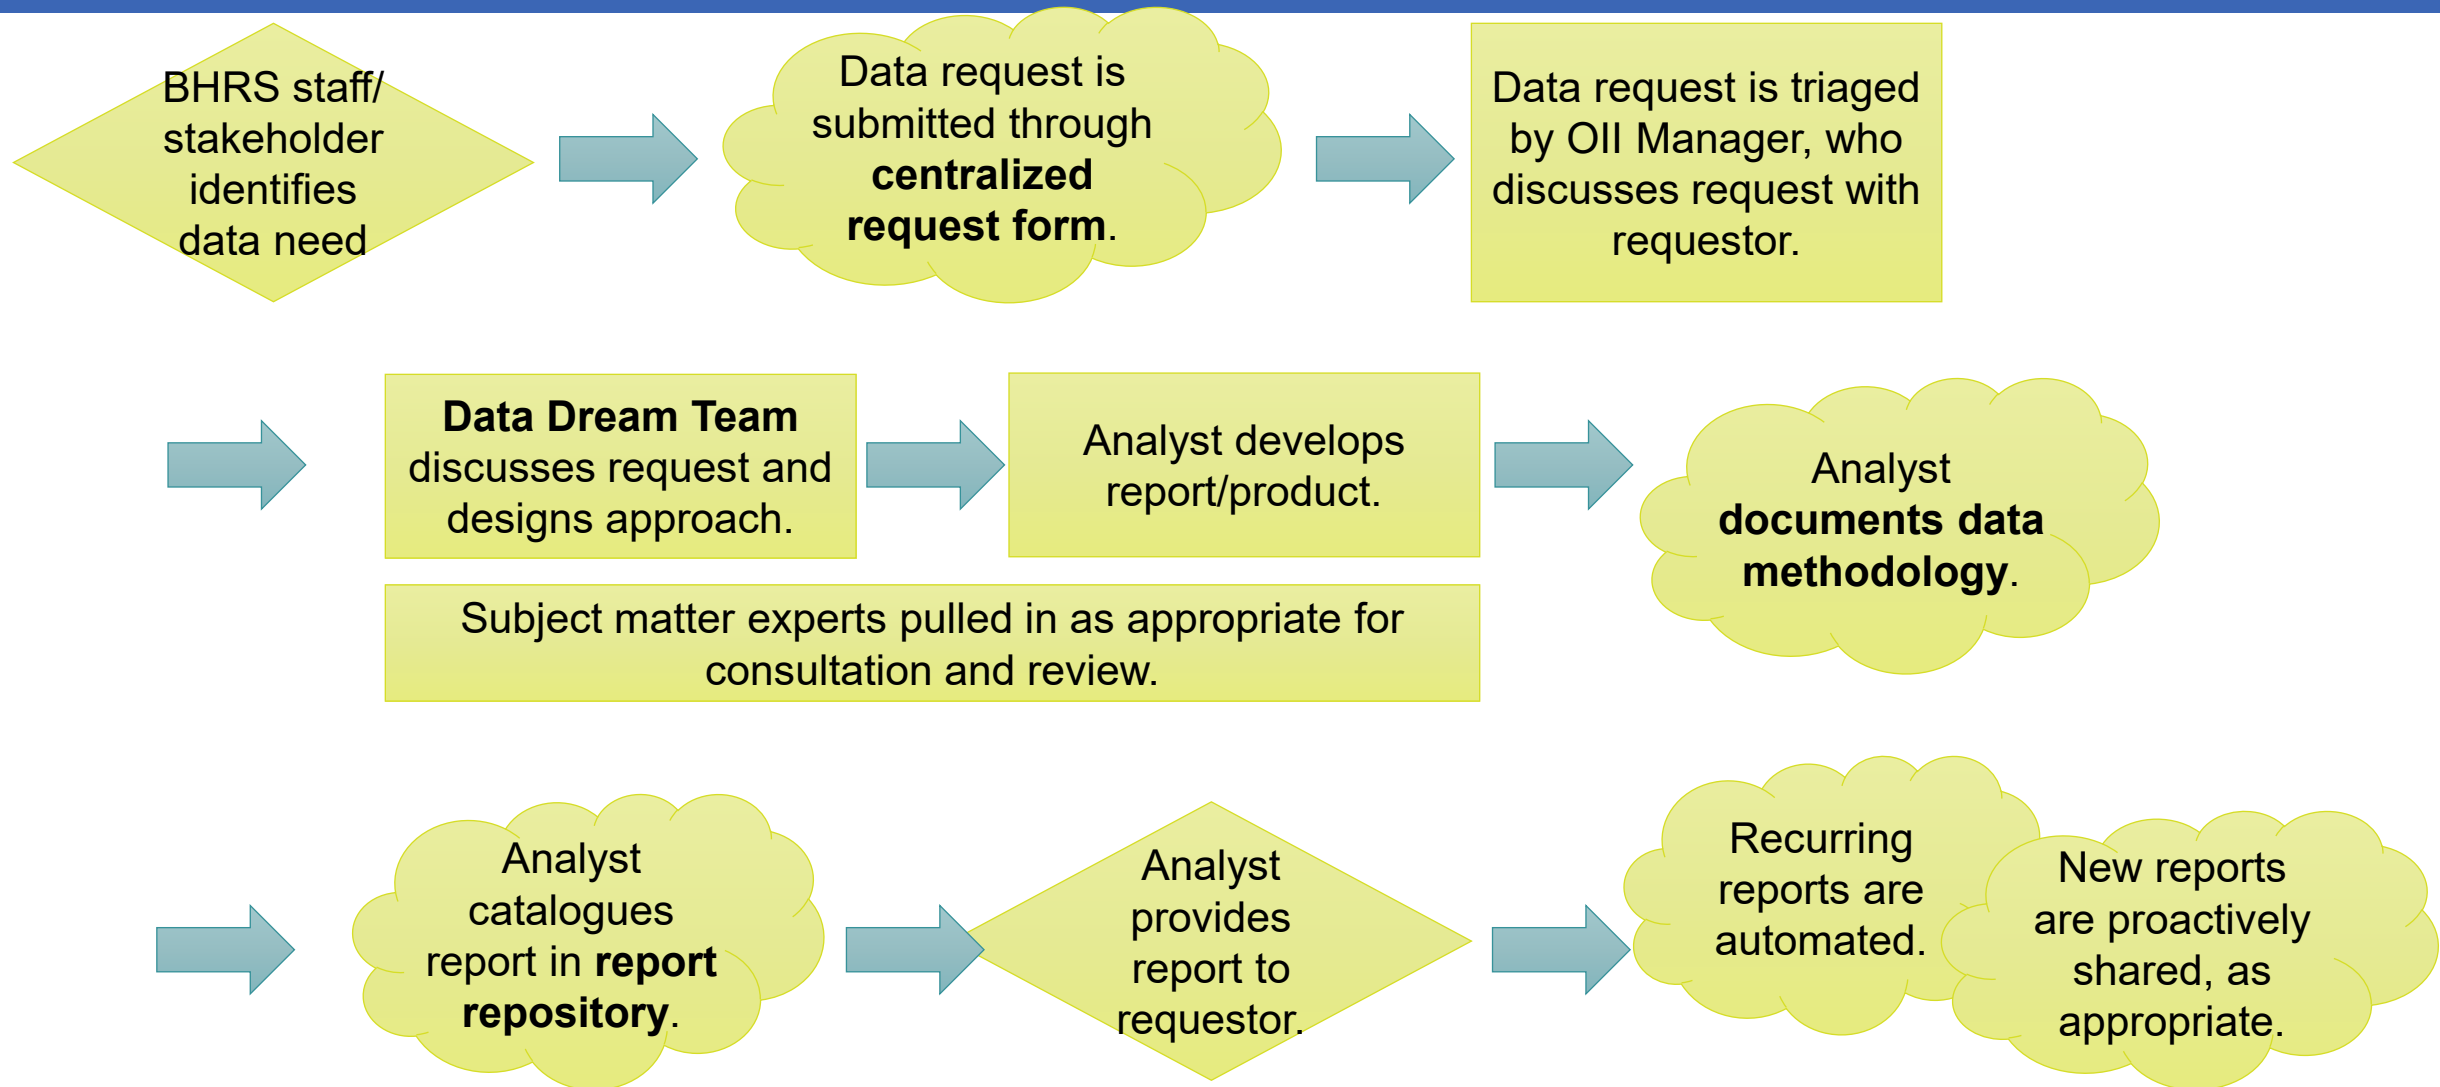 BHRS staff/
stakeholder
identifies
data need
Data request is
submitted through
centralized
request form.
Data request is triaged
by OII Manager, who
discusses request with
requestor.
Data Dream Team
discusses request and
designs approach.
Analyst develops
report/product.
Analyst
documents data
methodology.
Subject matter experts pulled in as appropriate for
consultation and review.
Analyst
catalogues
report in report
repository.
Analyst
provides
report to
requestor.
Recurring
reports are
automated.
New reports
are proactively
shared, as
appropriate.